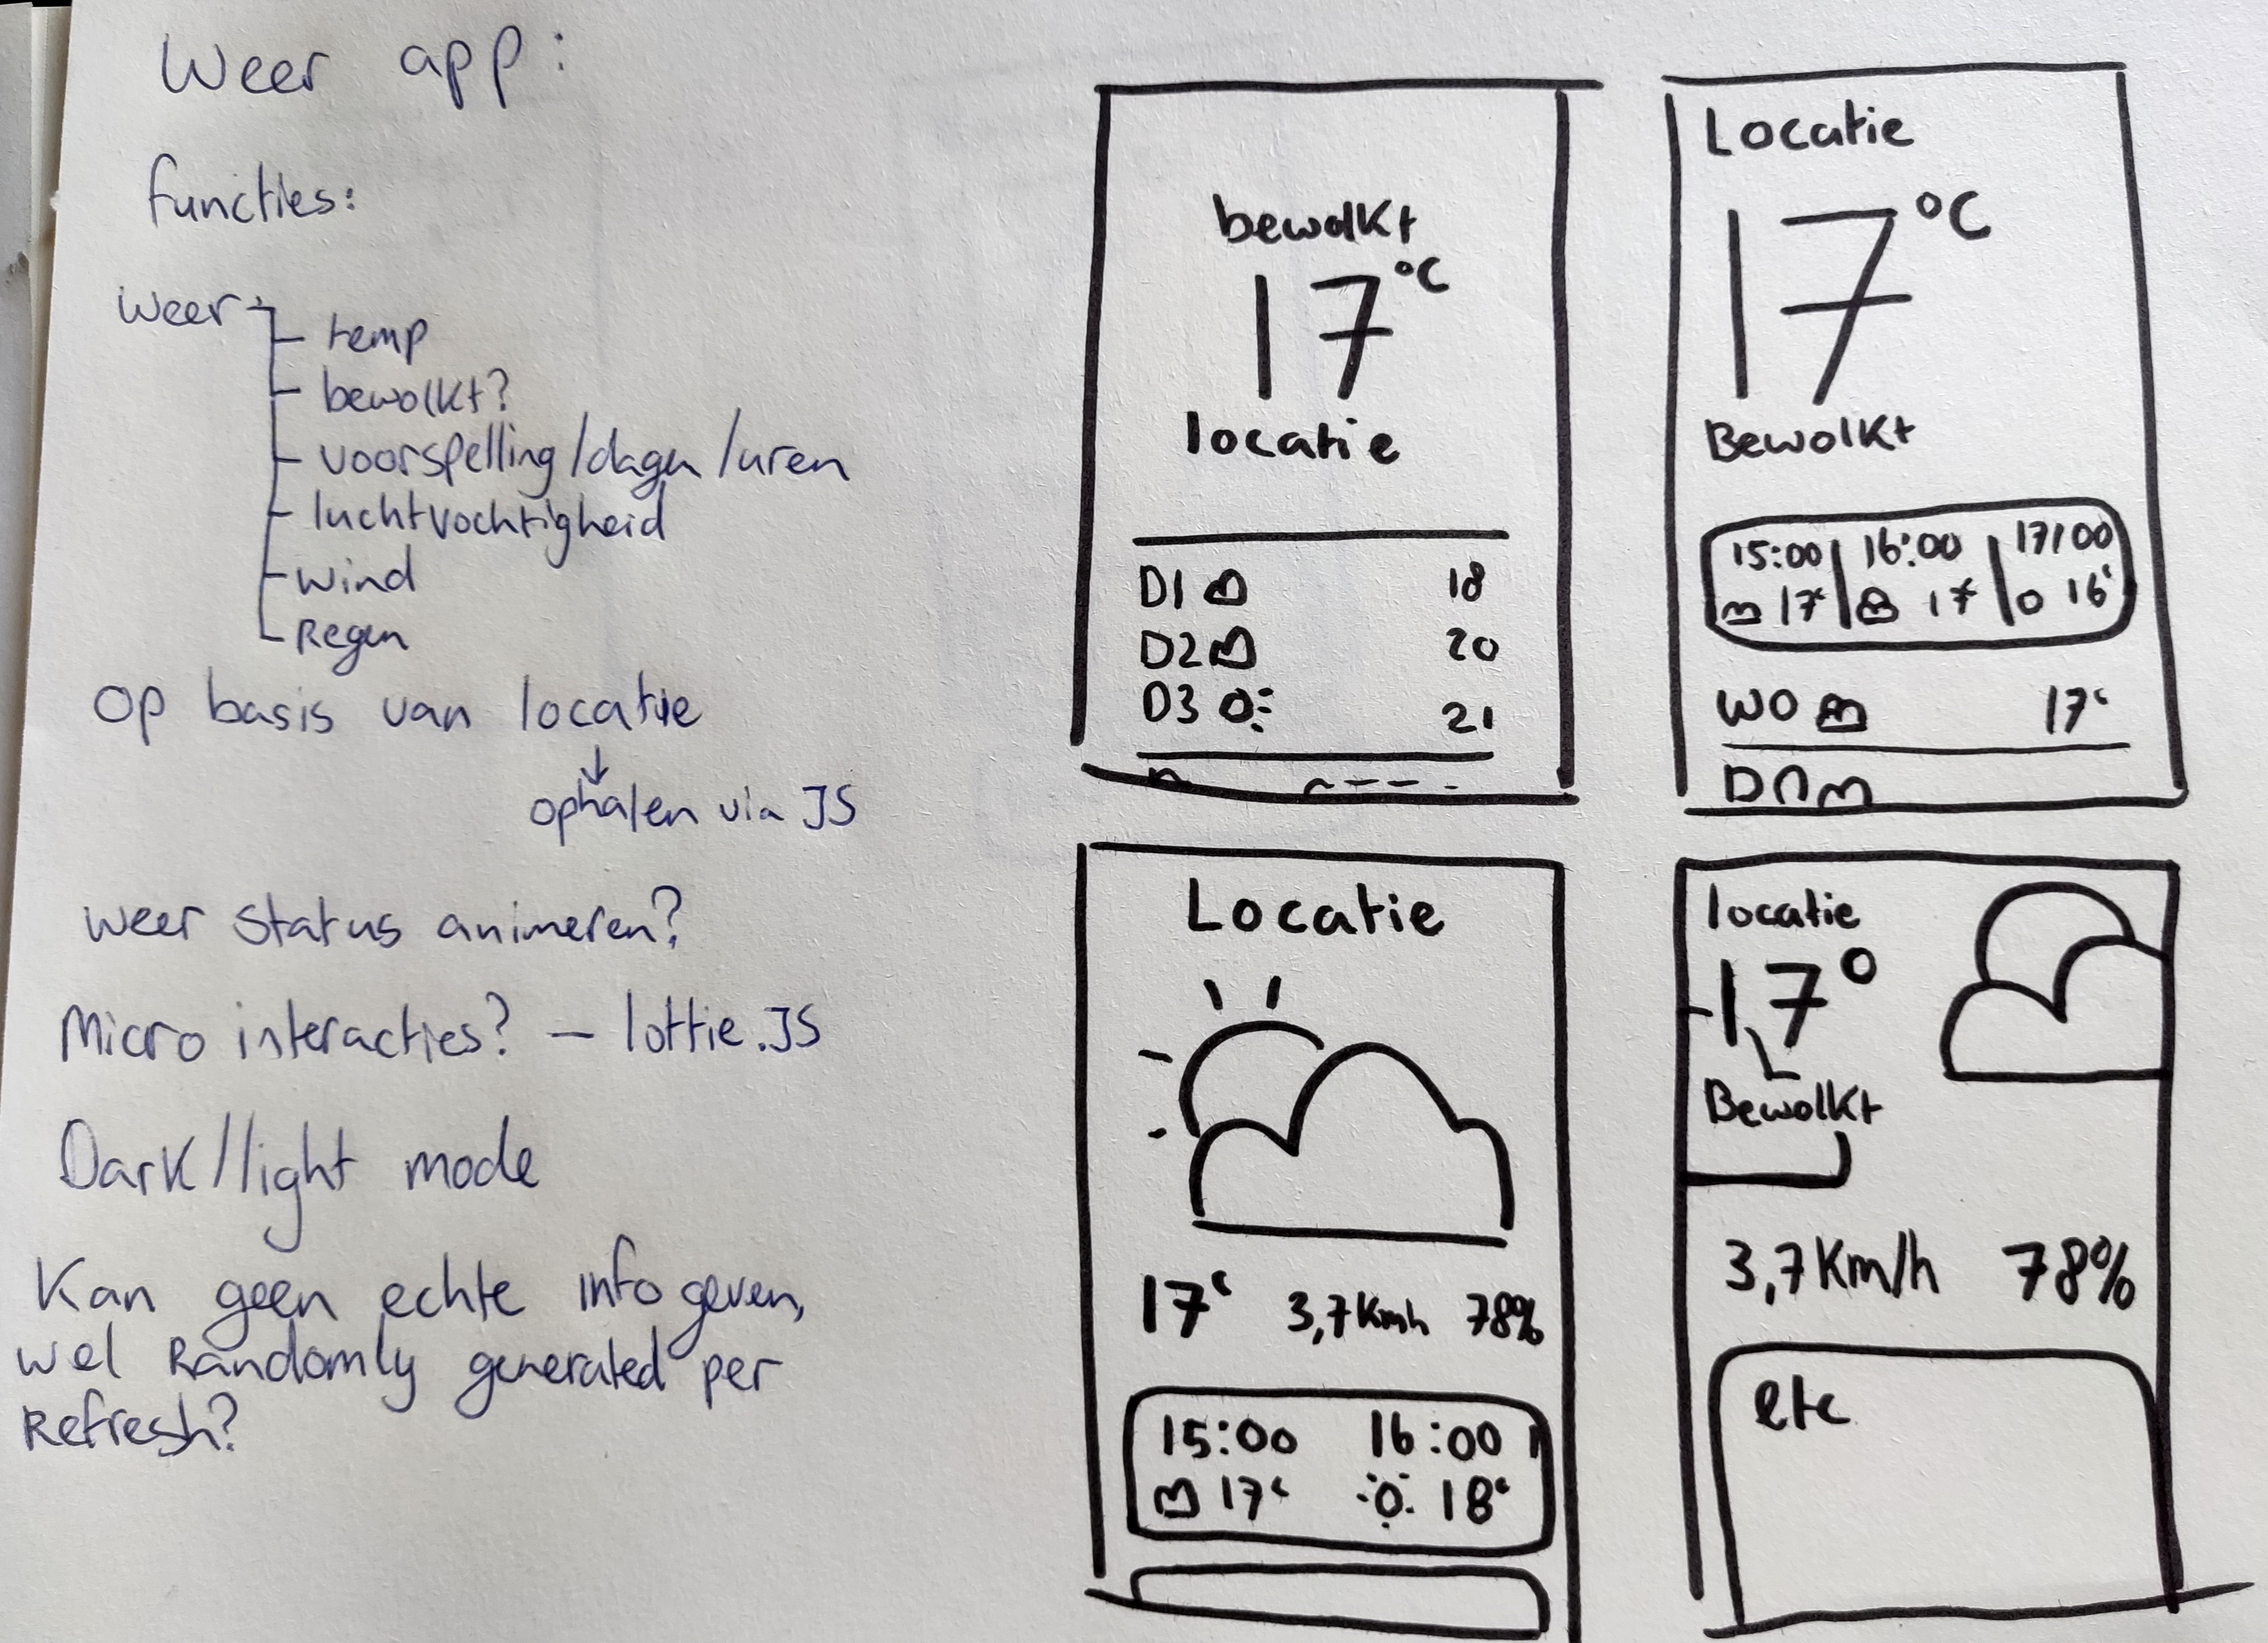 Weer app:
functies:
weer
temp
bewolkt?
voorspelling/dagen/uren
luchtvochtigheid
wind
Regen
Op basis van locatie
↓
ophalen via JS
weer status animeren?
Micro interacties? – lottie.JS
Dark/light mode
Kan geen echte info geven,
wel Randomly generated per
Refresh?
bewolkt
17°C
locatie
D1 18
D2 20
D3 21
Locatie
17°C
Bewolkt
15:00 | 16:00 | 17:00
17° | 17° | 16°
WO 17°
DO
Locatie
17° 3,7 Kmh 78%
15:00 16:00
17° 18°
locatie
17°
Bewolkt
3,7 Km/h 78%
etc